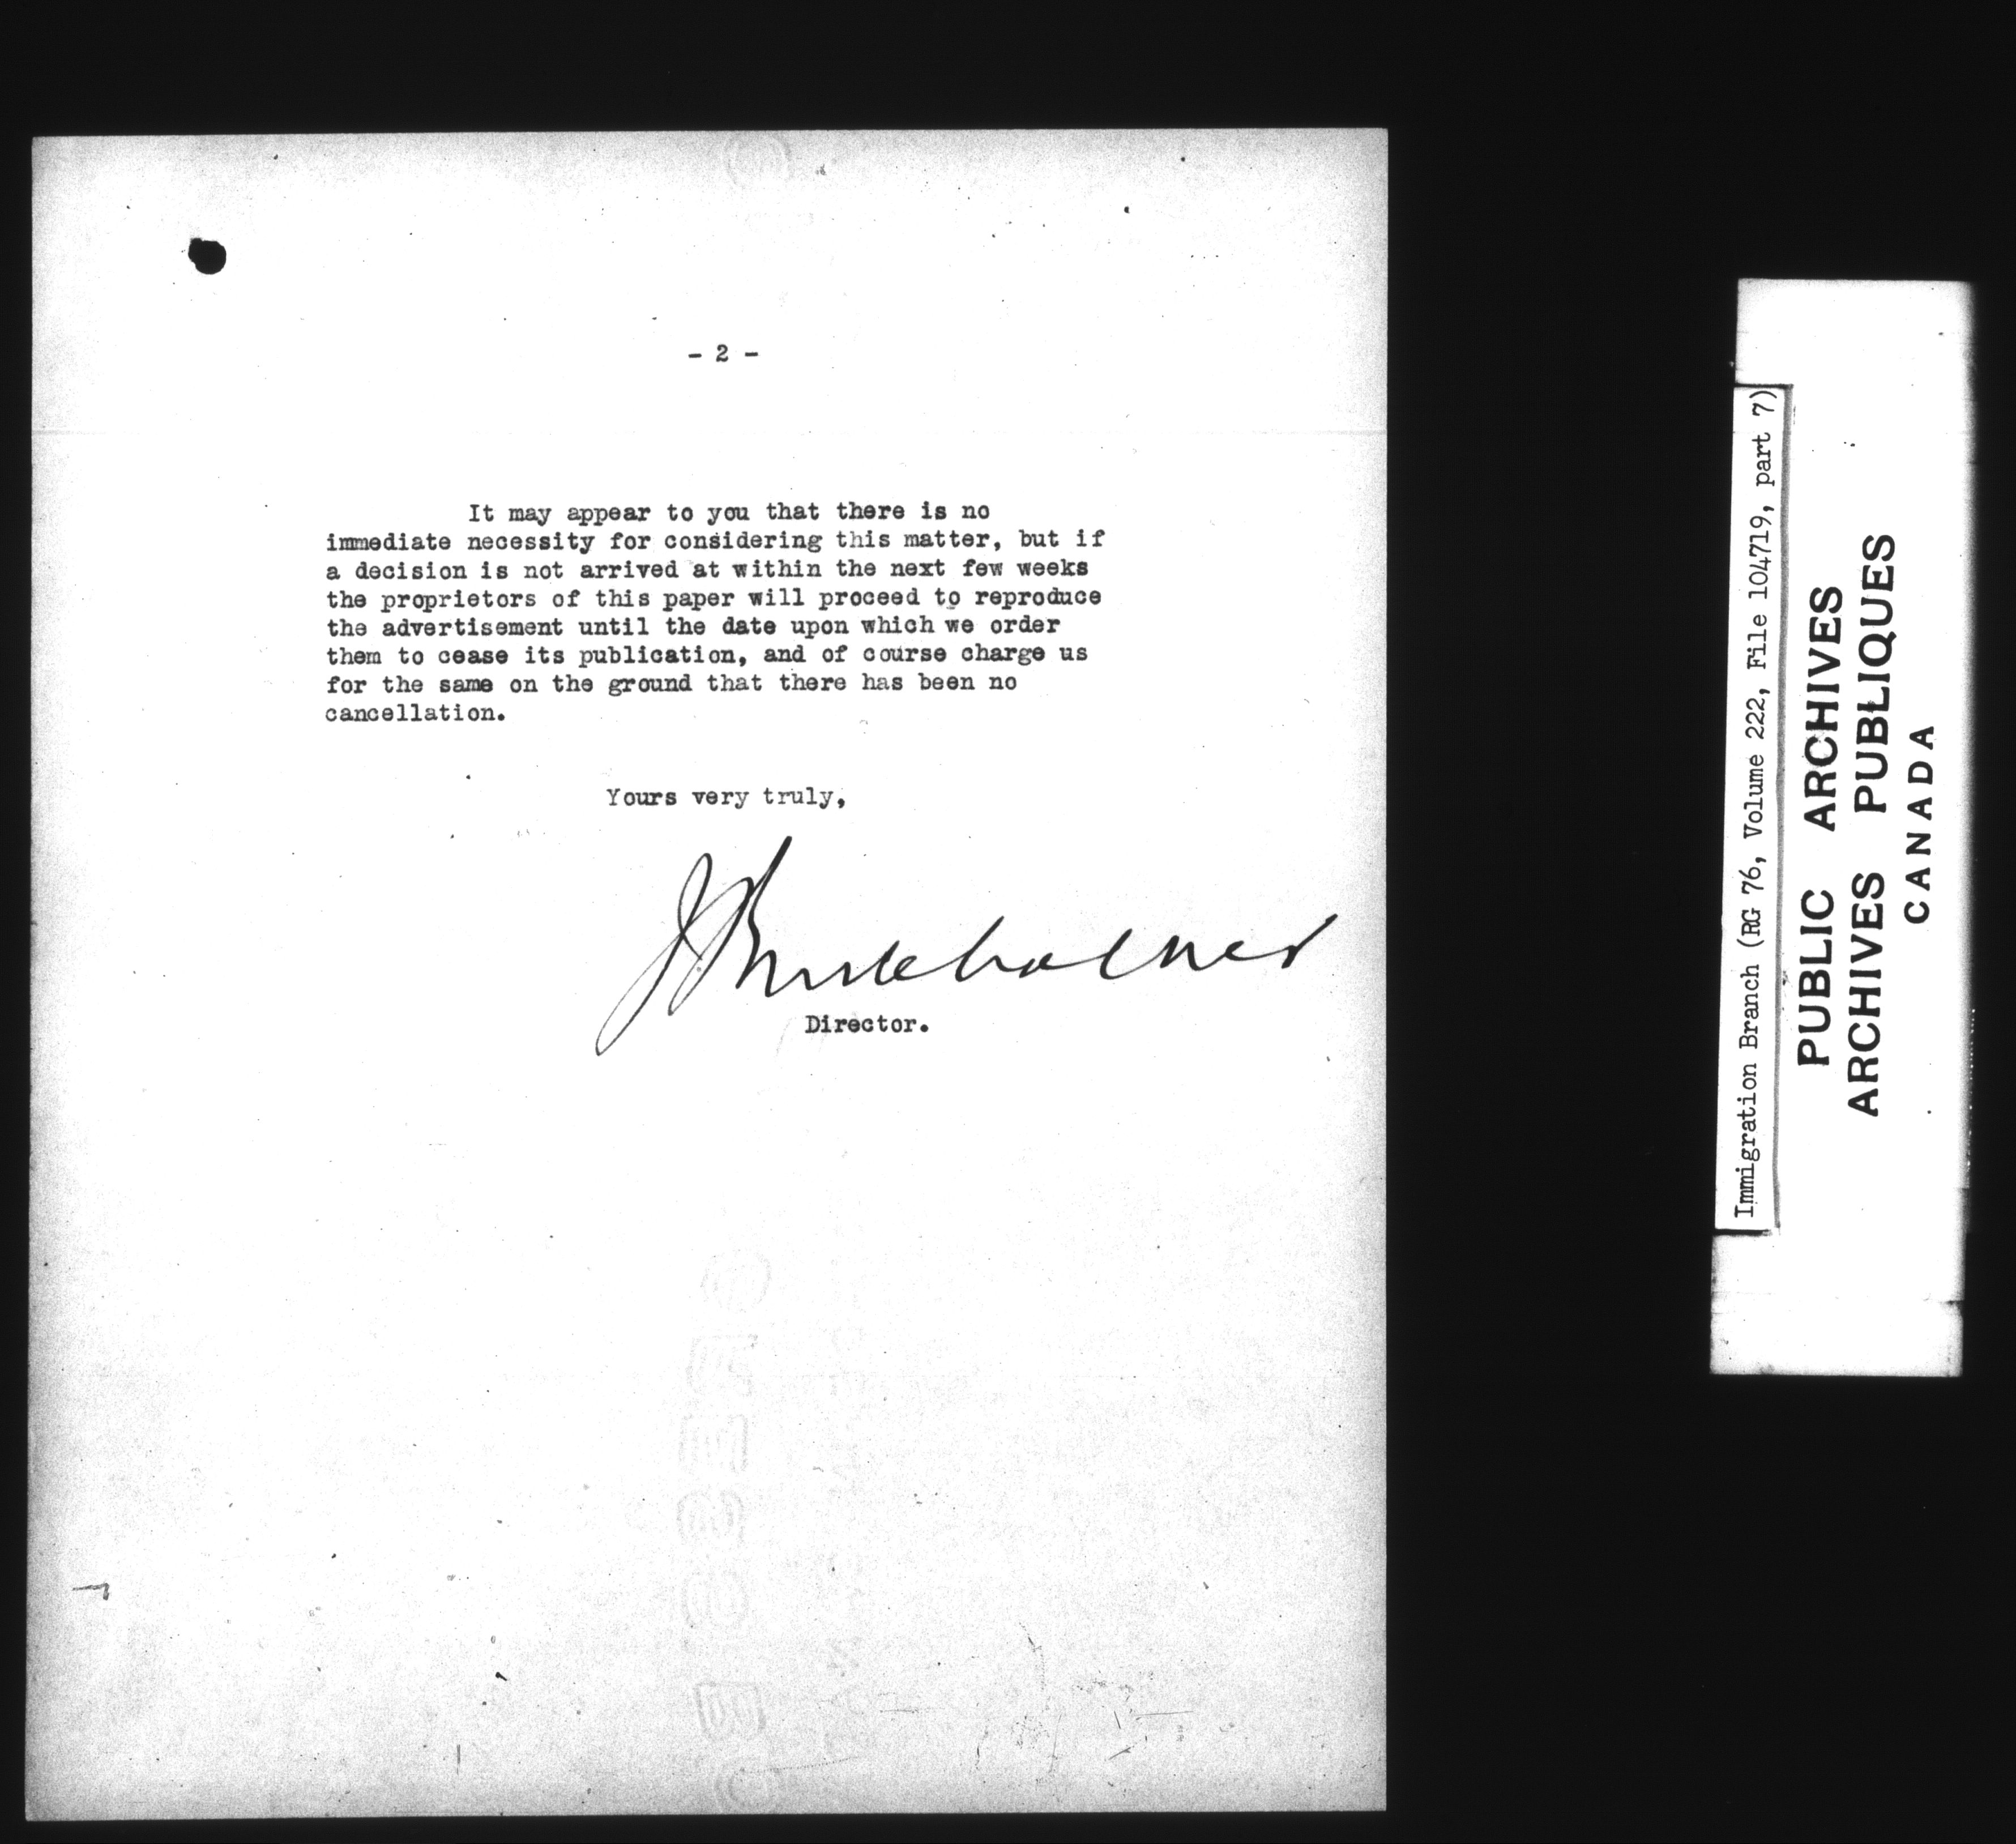 - 2 -
It may appear to you that there is no
immediate necessity for considering this matter, but if
a decision is not arrived at within the next few weeks
the proprietors of this paper will proceed to reproduce
the advertisement until the date upon which we order
them to cease its publication, and of course charge us
for the same on the ground that there has been no
cancellation.
Yours very truly,
J Bruce Walker
Director.
Immigration Branch (RG 76, Volume 222, File 104719, part 7)
PUBLIC ARCHIVES
ARCHIVES PUBLIQUES
CANADA